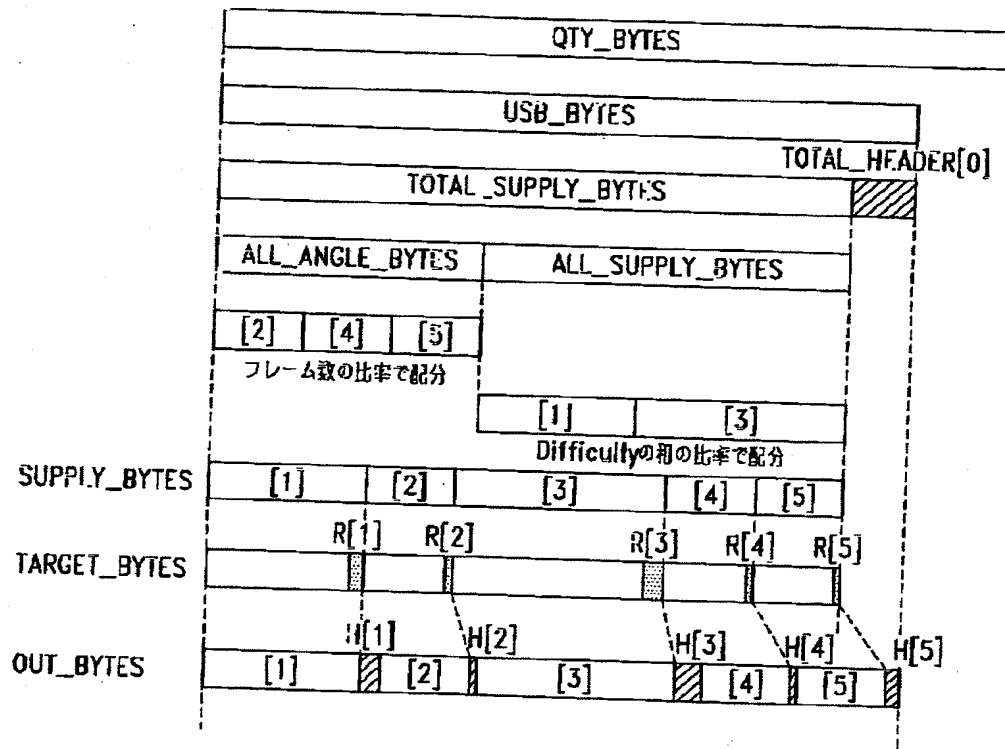 QTY_BYTES
USB_BYTES
TOTAL_HEADER[0]
TOTAL_SUPPLY_BYTES
ALL_ANGLE_BYTES
ALL_SUPPLY_BYTES
[2] [4] [5]
フレーム数の比率で配分
[1] [3]
Difficultyの和の比率で配分
SUPPLY_BYTES [1] [2] [3] [4] [5]
R[1] R[2] R[3] R[4] R[5]
TARGET_BYTES
H[1] H[2] H[3] H[4] H[5]
OUT_BYTES [1] [2] [3] [4] [5]